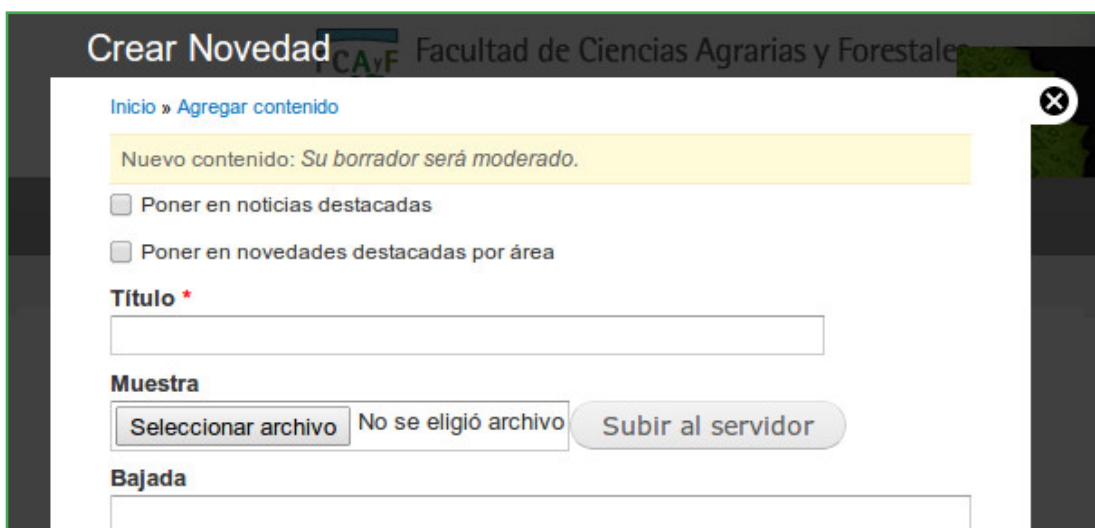 Crear Novedad
FCAyF Facultad de Ciencias Agrarias y Forestales
Inicio » Agregar contenido
Nuevo contenido: Su borrador será moderado.
Poner en noticias destacadas
Poner en novedades destacadas por área
Título *
Muestra
Seleccionar archivo No se eligió archivo Subir al servidor
Bajada